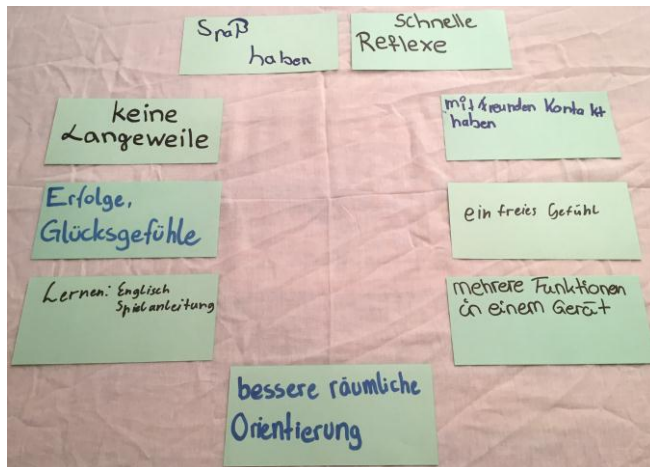 Spaß
haben
Schnelle
Reflexe
keine
Langeweile
mit freunden Kontakt
haben
Erfolge,
Glücksgefühle
ein freies Gefühl
Lernen: Englisch
Spielanleitung
mehrere Funktionen
in einem Gerät
bessere räumliche
Orientierung